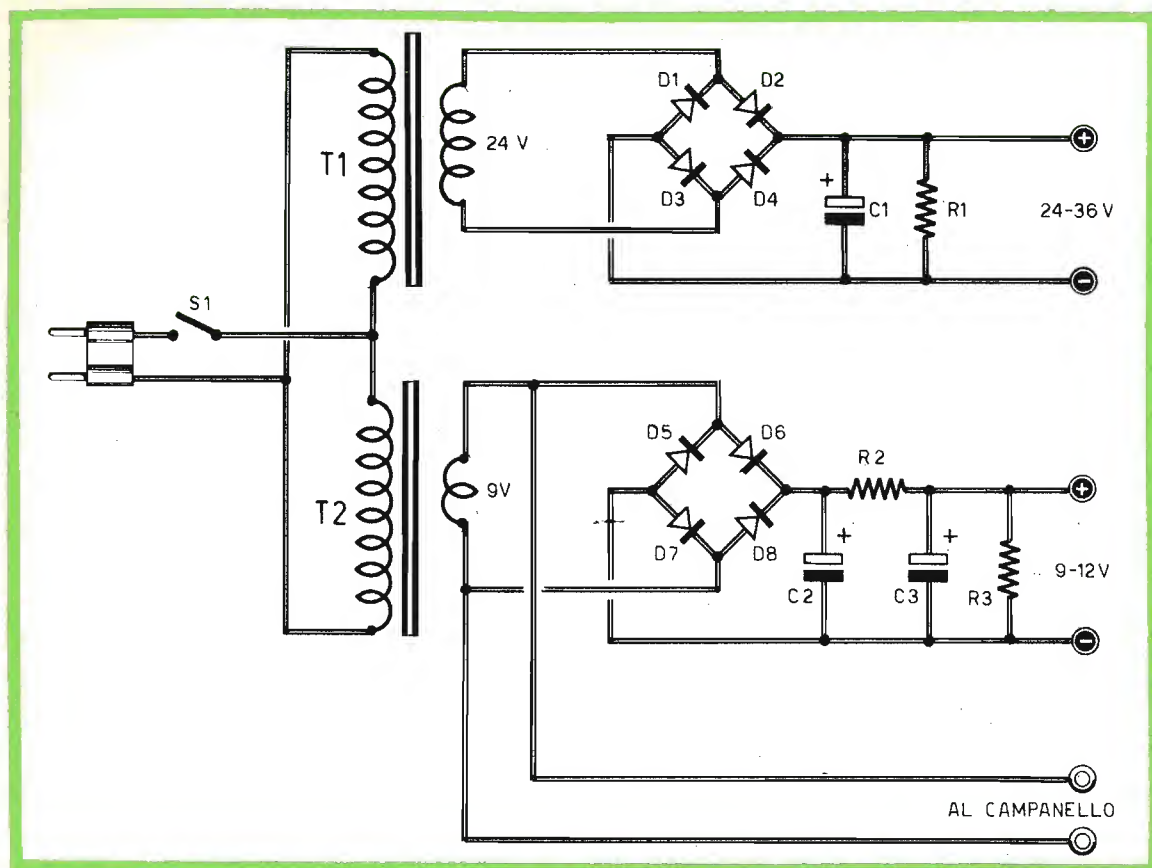 D1
D2
T1
24 V
D3
D4
+
C1
R1
+
24-36 V
−
S1
D5
D6
R2
9V
T2
D7
D8
+
C2
+
C3
R3
+
9-12V
−
AL CAMPANELLO